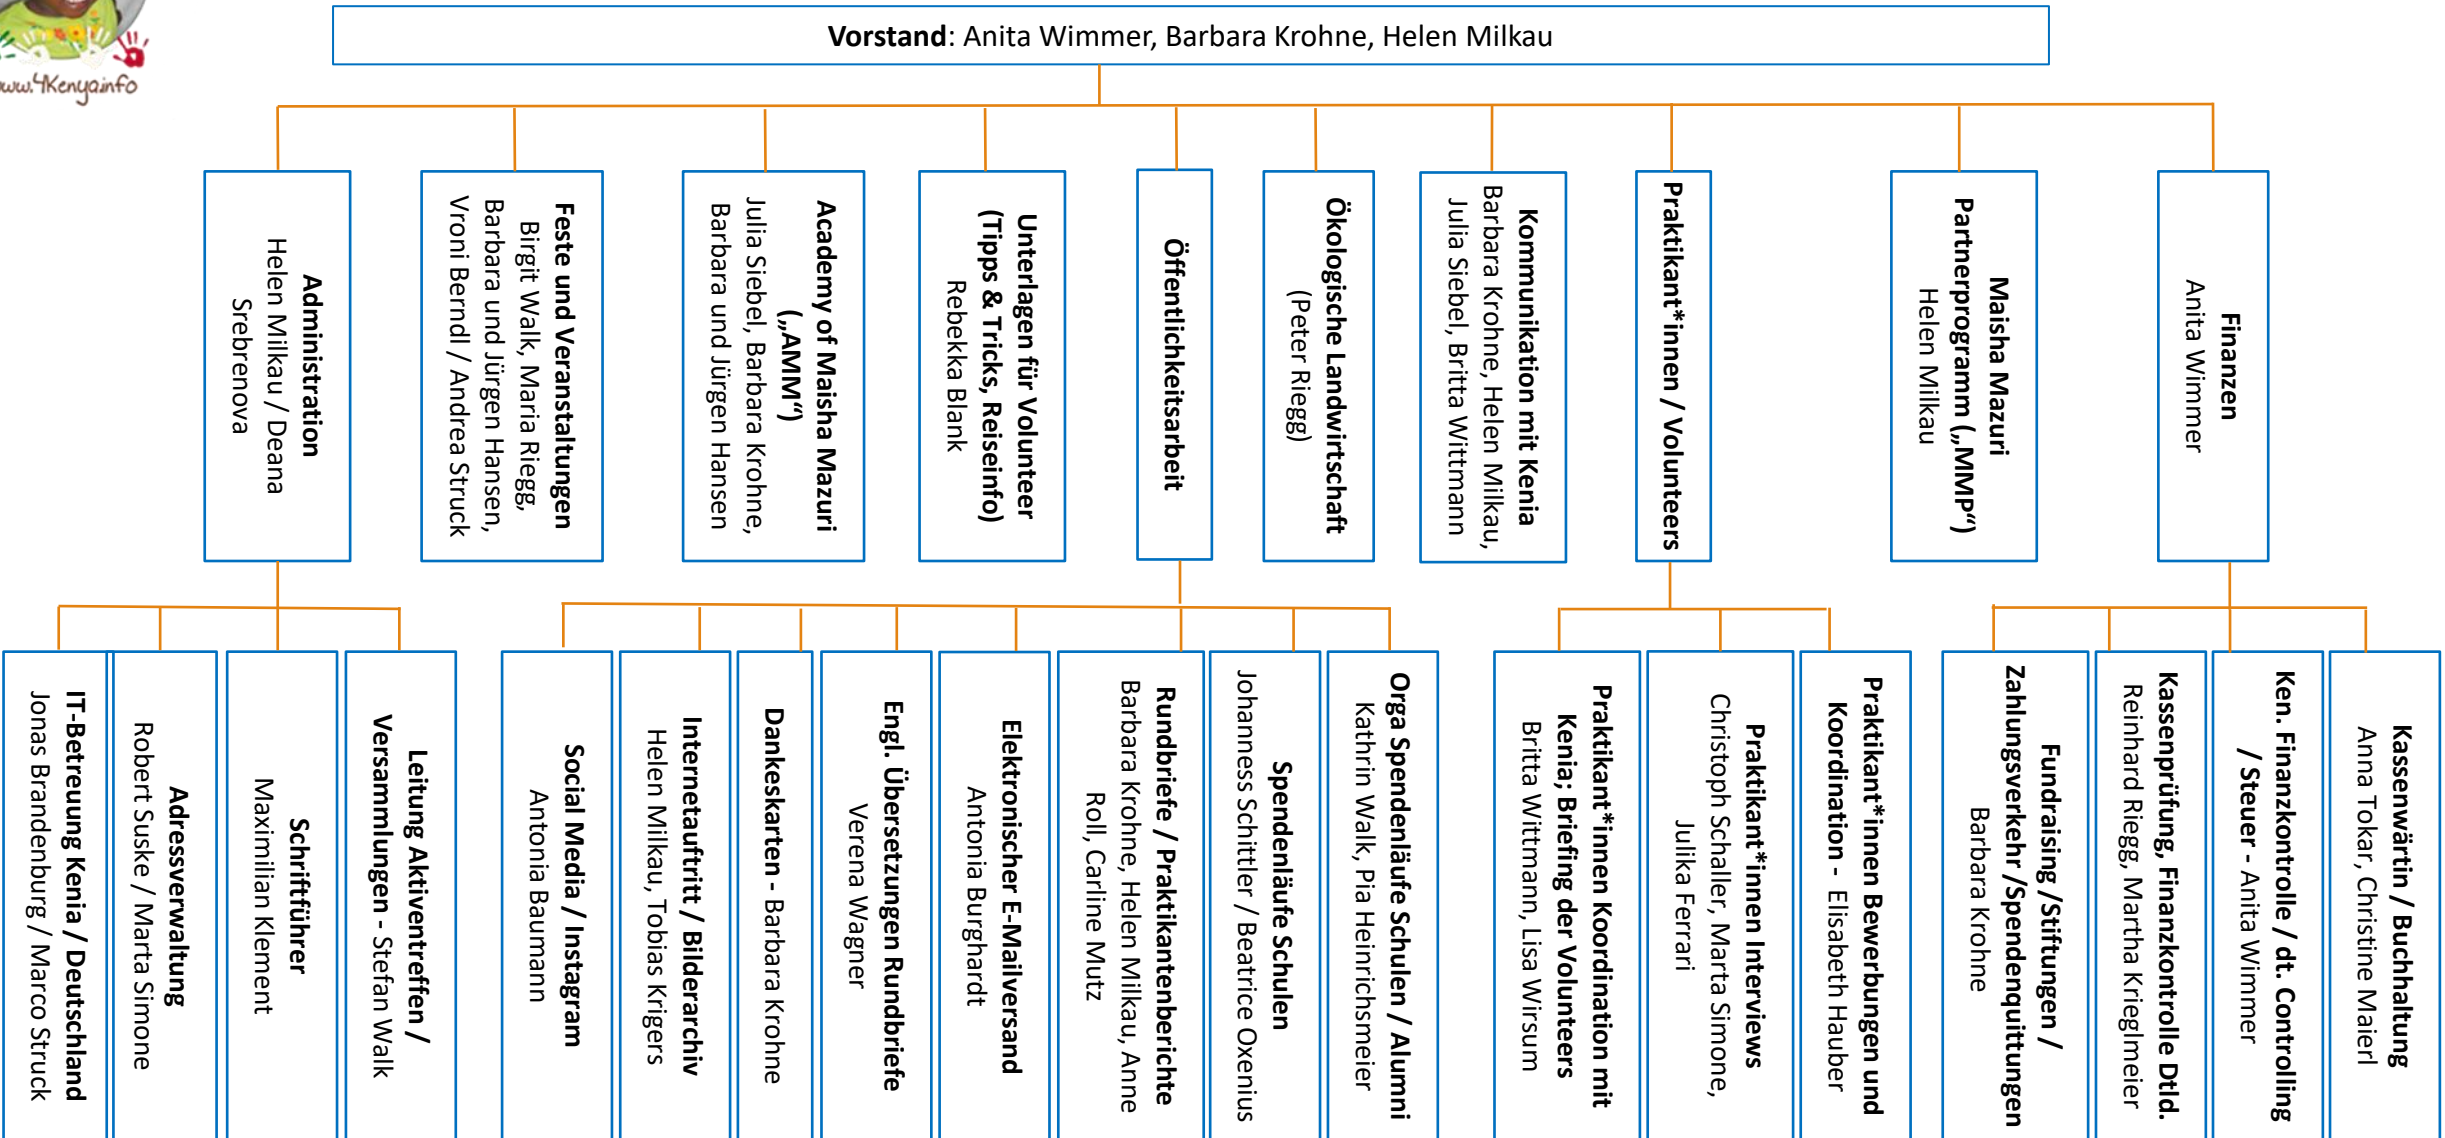 www.4Kenya.info
Vorstand: Anita Wimmer, Barbara Krohne, Helen Milkau
Administration
Helen Milkau / Deana
Srebrenova
Feste und Veranstaltungen
Birgit Walk, Maria Riegg,
Barbara und Jürgen Hansen,
Vroni Berndl / Andrea Struck
Academy of Maisha Mazuri
(„AMM“)
Julia Siebel, Barbara Krohne,
Barbara und Jürgen Hansen
Unterlagen für Volunteer
(Tipps & Tricks, Reiseinfo)
Rebekka Blank
Öffentlichkeitsarbeit
Ökologische Landwirtschaft
(Peter Riegg)
Kommunikation mit Kenia
Barbara Krohne, Helen Milkau,
Julia Siebel, Britta Wittmann
Praktikant*innen / Volunteers
Maisha Mazuri
Partnerprogramm („MMP“)
Helen Milkau
Finanzen
Anita Wimmer
IT-Betreuung Kenia / Deutschland
Jonas Brandenburg / Marco Struck
Adressverwaltung
Robert Suske / Marta Simone
Schriftführer
Maximilian Klement
Leitung Aktiventreffen /
Versammlungen - Stefan Walk
Social Media / Instagram
Antonia Baumann
Internetauftritt / Bilderarchiv
Helen Milkau, Tobias Krigers
Dankeskarten - Barbara Krohne
Engl. Übersetzungen Rundbriefe
Verena Wagner
Elektronischer E-Mailversand
Antonia Burghardt
Rundbriefe / Praktikantenberichte
Barbara Krohne, Helen Milkau, Anne
Roll, Carline Mutz
Spendenläufe Schulen
Johanness Schittler / Beatrice Oxenius
Orga Spendenläufe Schulen / Alumni
Kathrin Walk, Pia Heinrichsmeier
Praktikant*innen Koordination mit
Kenia; Briefing der Volunteers
Britta Wittmann, Lisa Wirsum
Praktikant*innen Interviews
Christoph Schaller, Marta Simone,
Julika Ferrari
Praktikant*innen Bewerbungen und
Koordination - Elisabeth Hauber
Fundraising /Stiftungen /
Zahlungsverkehr /Spendenquittungen
Barbara Krohne
Kassenprüfung, Finanzkontrolle Dtld.
Reinhard Riegg, Martha Krieglmeier
Ken. Finanzkontrolle / dt. Controlling
/ Steuer - Anita Wimmer
Kassenwärtin / Buchhaltung
Anna Tokar, Christine Maierl